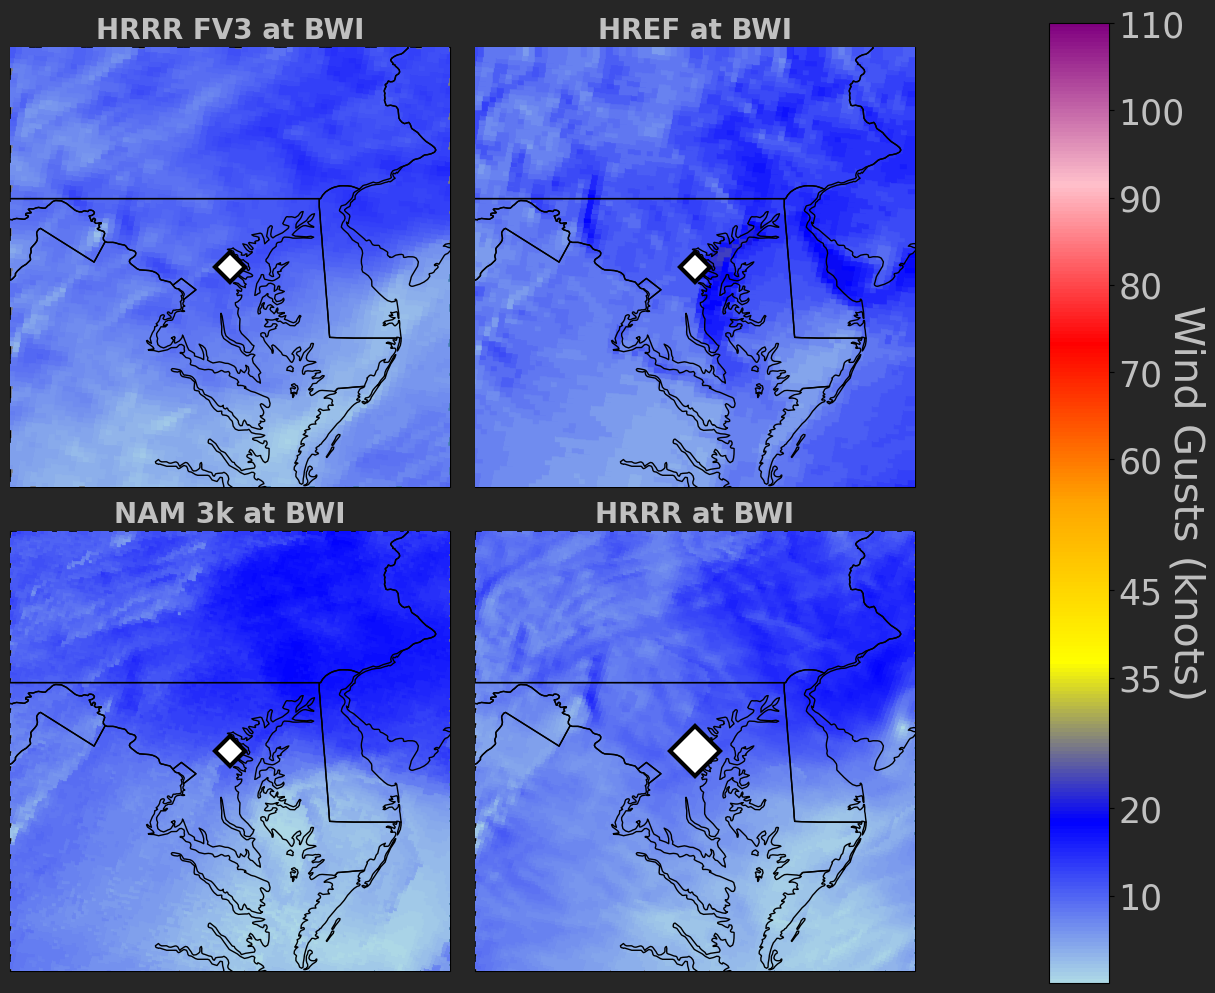 HRRR FV3 at BWI
HREF at BWI
NAM 3k at BWI
HRRR at BWI
110
100
90
80
70
60
45
35
20
10
Wind Gusts (knots)